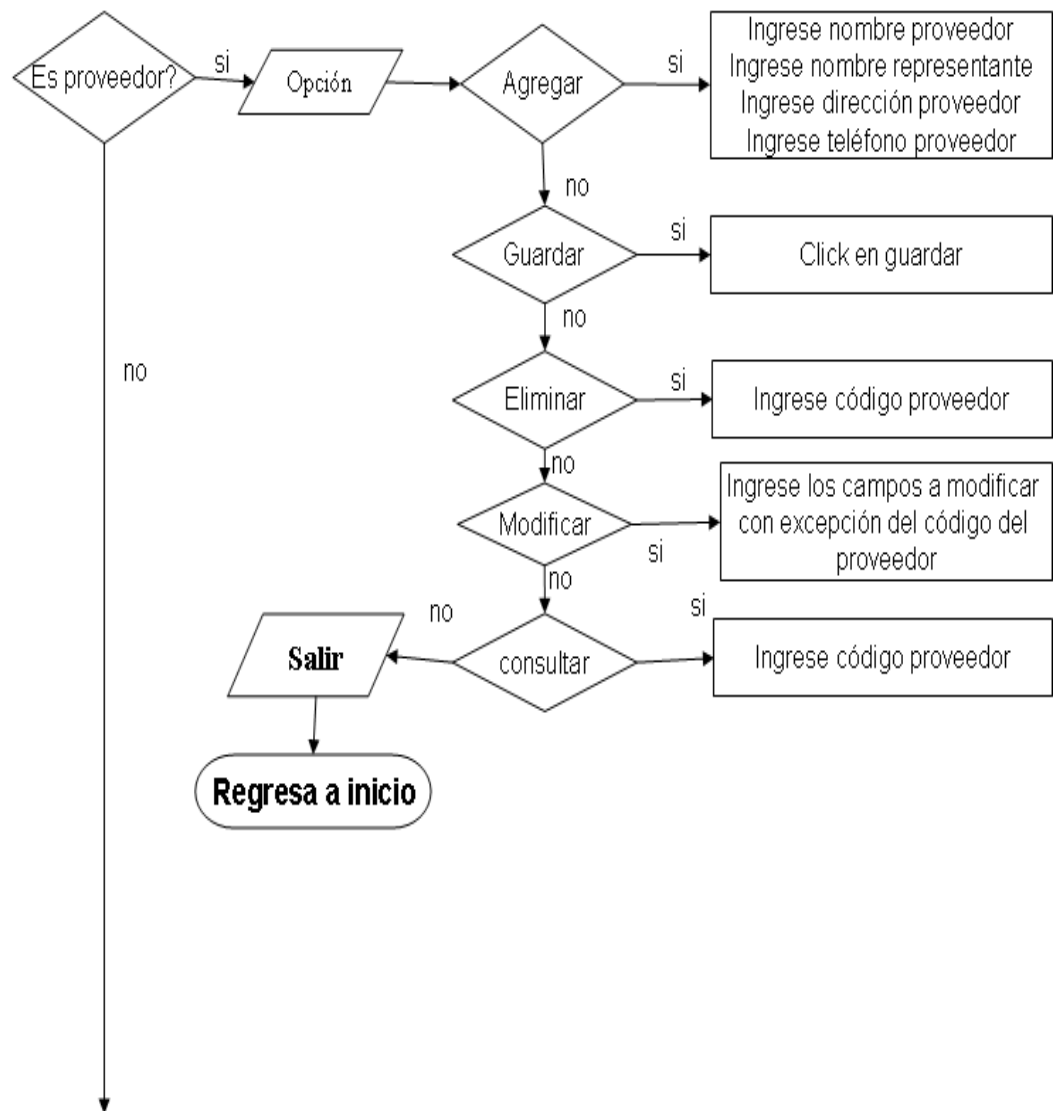 Es proveedor?
si
Opción
Agregar
si
Ingrese nombre proveedor
Ingrese nombre representante
Ingrese dirección proveedor
Ingrese teléfono proveedor
no
Guardar
si
Click en guardar
no
no
Eliminar
si
Ingrese código proveedor
no
Modificar
si
Ingrese los campos a modificar
con excepción del código del
proveedor
no
consultar
si
Ingrese código proveedor
no
Salir
Regresa a inicio